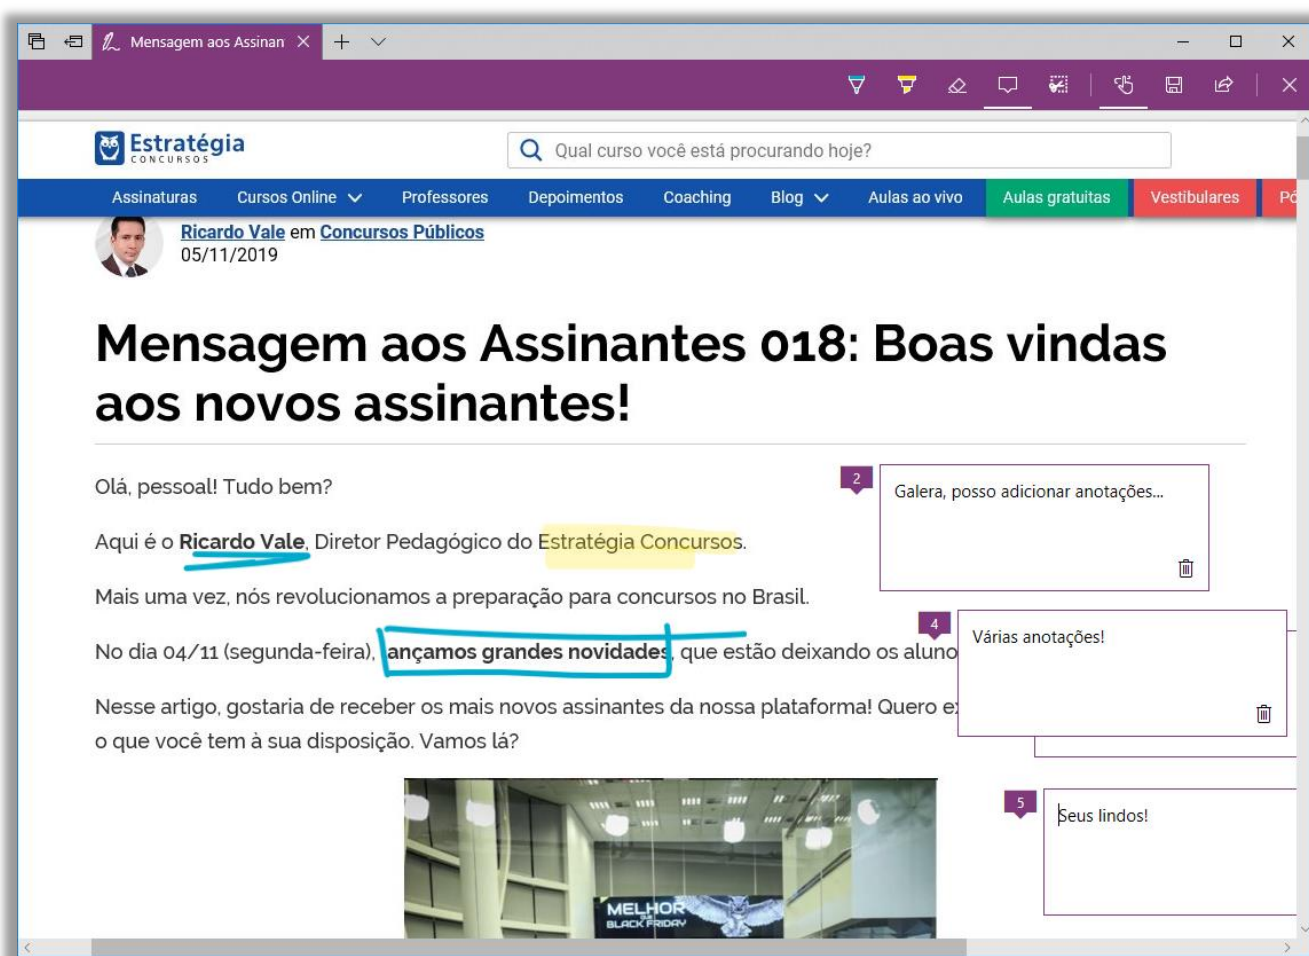 Mensagem aos Assinan
Estratégia
CONCURSOS
Qual curso você está procurando hoje?
Assinaturas Cursos Online Professores Depoimentos Coaching Blog Aulas ao vivo Aulas gratuitas Vestibulares Pó
Ricardo Vale em Concursos Públicos
05/11/2019
Mensagem aos Assinantes 018: Boas vindas
aos novos assinantes!
Olá, pessoal! Tudo bem?
2
Galera, posso adicionar anotações...
Aqui é o Ricardo Vale, Diretor Pedagógico do Estratégia Concursos.
Mais uma vez, nós revolucionamos a preparação para concursos no Brasil.
4
Várias anotações!
No dia 04/11 (segunda-feira), lançamos grandes novidades, que estão deixando os aluno
Nesse artigo, gostaria de receber os mais novos assinantes da nossa plataforma! Quero e
o que você tem à sua disposição. Vamos lá?
5
Seus lindos!
MELHOR
QUE
BLACK FRIDAY